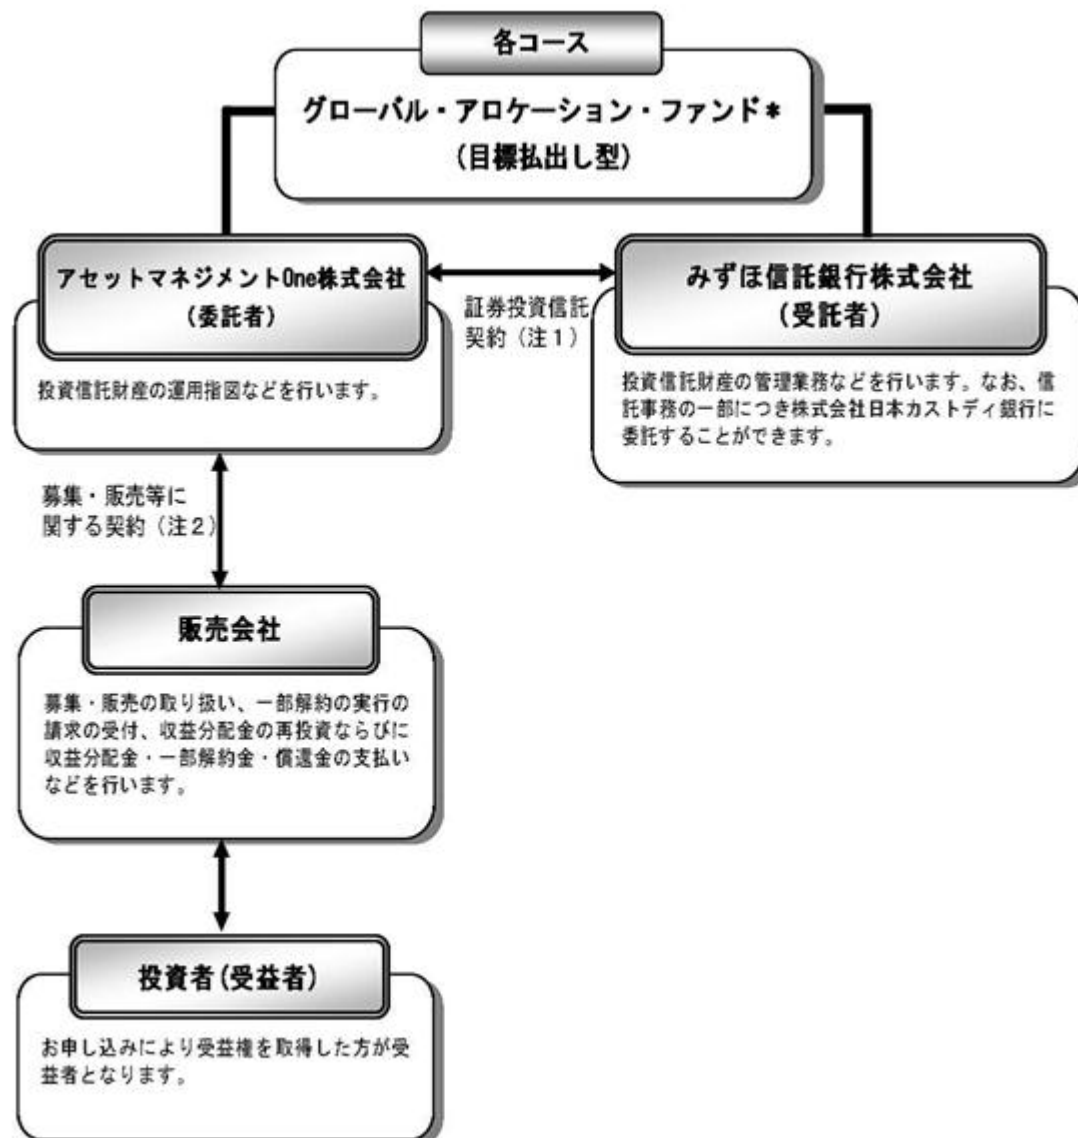 各コース
グローバル・アロケーション・ファンド*
(目標払出し型)
アセットマネジメントOne株式会社
(委託者)
投資信託財産の運用指図などを行います。
証券投資信託
契約(注1)
みずほ信託銀行株式会社
(受託者)
投資信託財産の管理業務などを行います。なお、信
託事務の一部につき株式会社日本カストディ銀行に
委託することができます。
募集・販売等に
関する契約(注2)
販売会社
募集・販売の取り扱い、一部解約の実行の
請求の受付、収益分配金の再投資ならびに
収益分配金・一部解約金・償還金の支払い
などを行います。
投資者(受益者)
お申し込みにより受益権を取得した方が受
益者となります。